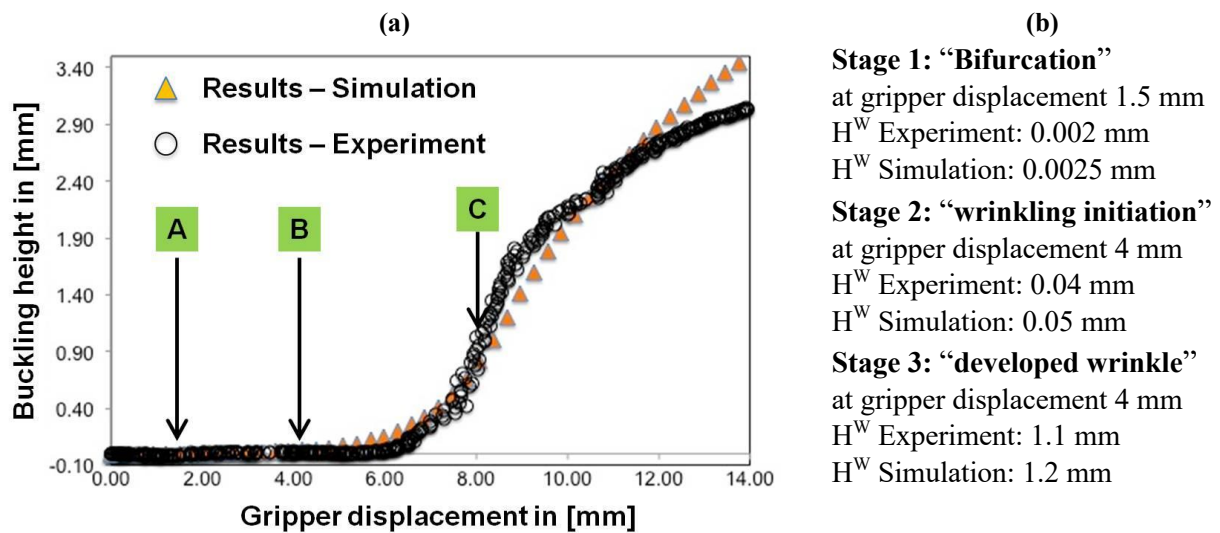 (a)
3.40
2.90
2.40
1.90
1.40
0.90
0.40
-0.10
Buckling height in [mm]
Results – Simulation
Results – Experiment
A
B
C
0.00 2.00 4.00 6.00 8.00 10.00 12.00 14.00
Gripper displacement in [mm]
(b)
Stage 1: “Bifurcation”
at gripper displacement 1.5 mm
H^W Experiment: 0.002 mm
H^W Simulation: 0.0025 mm
Stage 2: “wrinkling initiation”
at gripper displacement 4 mm
H^W Experiment: 0.04 mm
H^W Simulation: 0.05 mm
Stage 3: “developed wrinkle”
at gripper displacement 4 mm
H^W Experiment: 1.1 mm
H^W Simulation: 1.2 mm